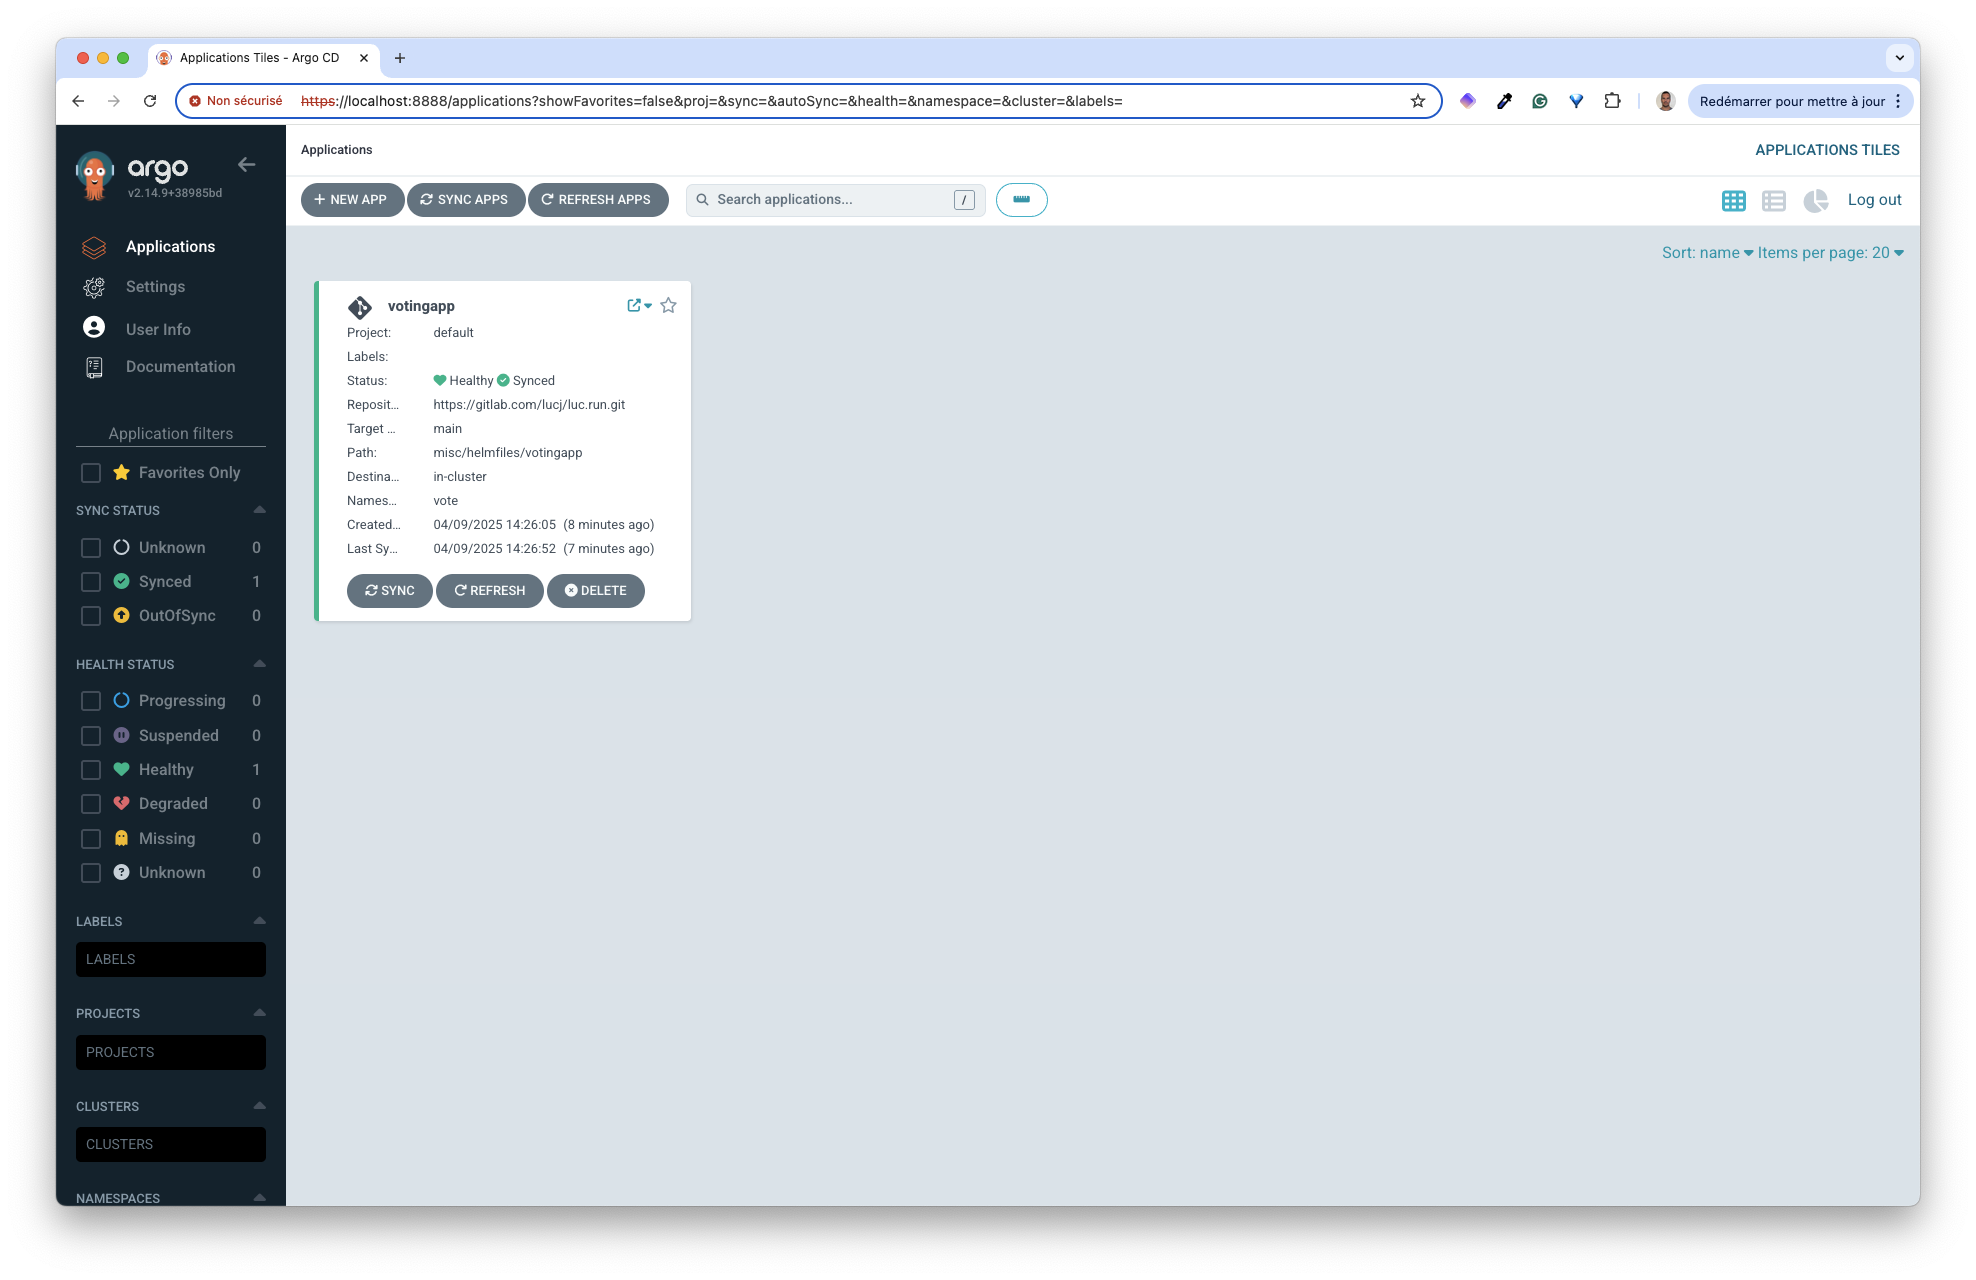 Applications Tiles - Argo CD
Non sécurisé https://localhost:8888/applications?showFavorites=false&proj=&sync=&autoSync=&health=&namespace=&cluster=&labels=
Redémarrer pour mettre à jour
argo
v2.14.9+38985bd
Applications
Settings
User Info
Documentation
Application filters
Favorites Only
SYNC STATUS
Unknown 0
Synced 1
OutOfSync 0
HEALTH STATUS
Progressing 0
Suspended 0
Healthy 1
Degraded 0
Missing 0
Unknown 0
LABELS
LABELS
PROJECTS
PROJECTS
CLUSTERS
CLUSTERS
NAMESPACES
Applications
APPLICATIONS TILES
+ NEW APP
SYNC APPS
REFRESH APPS
Search applications... /
Log out
Sort: name Items per page: 20
votingapp
Project: default
Labels:
Status: Healthy Synced
Reposit... https://gitlab.com/lucj/luc.run.git
Target ... main
Path: misc/helmfiles/votingapp
Destina... in-cluster
Names... vote
Created... 04/09/2025 14:26:05 (8 minutes ago)
Last Sy... 04/09/2025 14:26:52 (7 minutes ago)
SYNC
REFRESH
DELETE